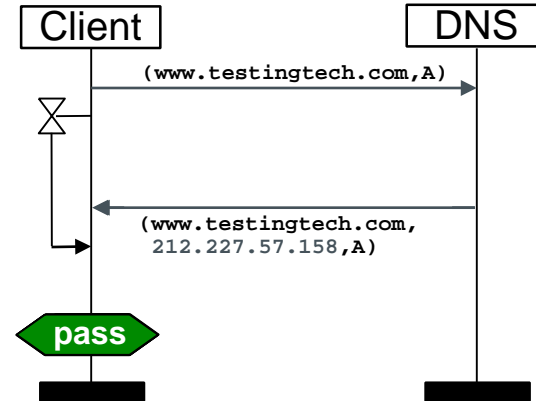 Client DNS
(www.testingtech.com,A)
(www.testingtech.com,
212.227.57.158,A)
pass